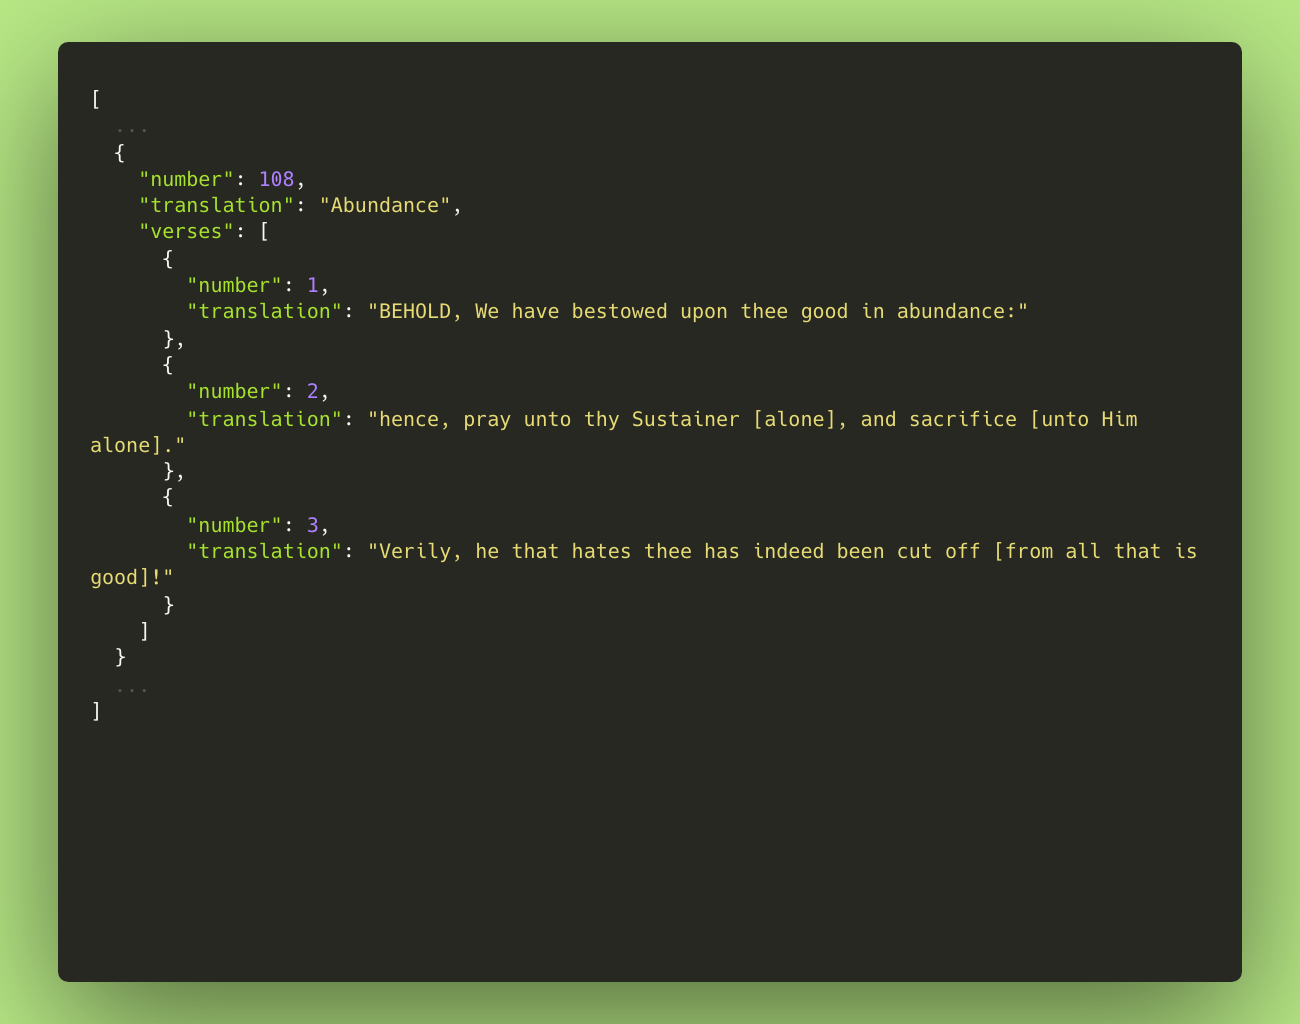 [
  ...
  {
    "number": 108,
    "translation": "Abundance",
    "verses": [
      {
        "number": 1,
        "translation": "BEHOLD, We have bestowed upon thee good in abundance:"
      },
      {
        "number": 2,
        "translation": "hence, pray unto thy Sustainer [alone], and sacrifice [unto Him
alone]."
      },
      {
        "number": 3,
        "translation": "Verily, he that hates thee has indeed been cut off [from all that is
good]!"
      }
    ]
  }
  ...
]